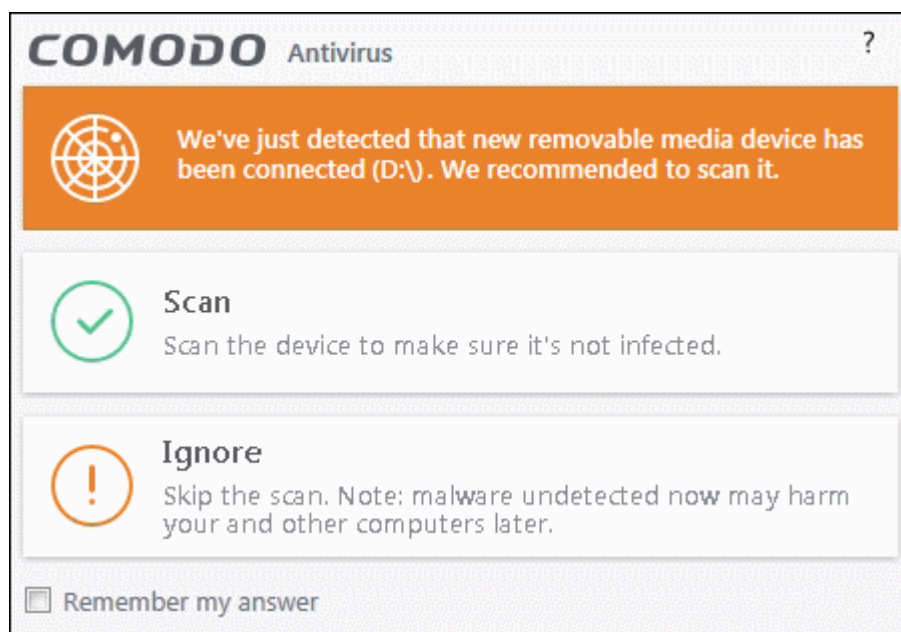 COMODO Antivirus ?
We've just detected that new removable media device has
been connected (D:\). We recommended to scan it.
Scan
Scan the device to make sure it's not infected.
Ignore
Skip the scan. Note: malware undetected now may harm
your and other computers later.
Remember my answer